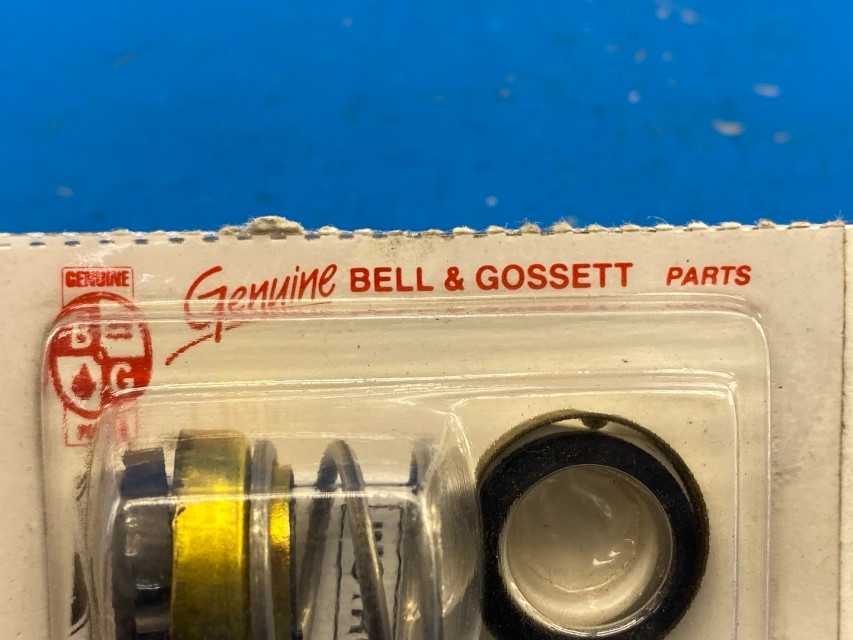 GENUINE
Genuine BELL & GOSSETT PARTS
B
G